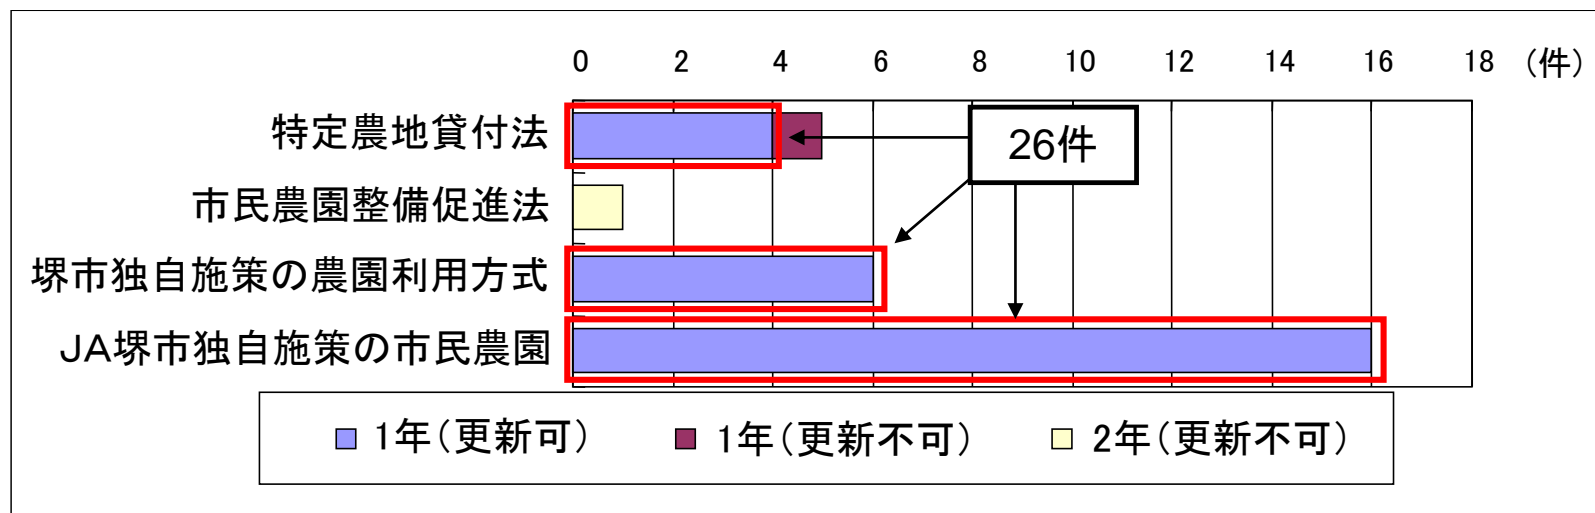 0 2 4 6 8 10 12 14 16 18 (件)
特定農地貸付法
26件
市民農園整備促進法
堺市独自施策の農園利用方式
JA堺市独自施策の市民農園
1年(更新可) 1年(更新不可) 2年(更新不可)